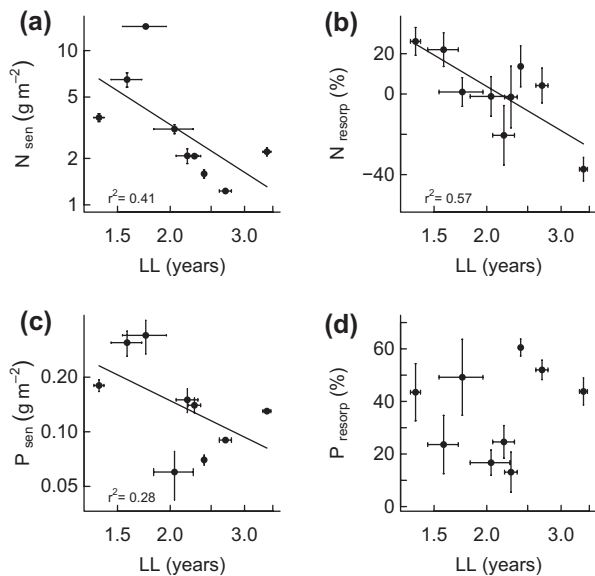 (a)
10
5
2
1
N sen (g m⁻²)
r²= 0.41
1.5 2.0 3.0
LL (years)
(b)
20
0
−40
N resorp (%)
r²= 0.57
1.5 2.0 3.0
LL (years)
(c)
0.20
0.10
0.05
P sen (g m⁻²)
r²= 0.28
1.5 2.0 3.0
LL (years)
(d)
60
40
20
0
P resorp (%)
1.5 2.0 3.0
LL (years)